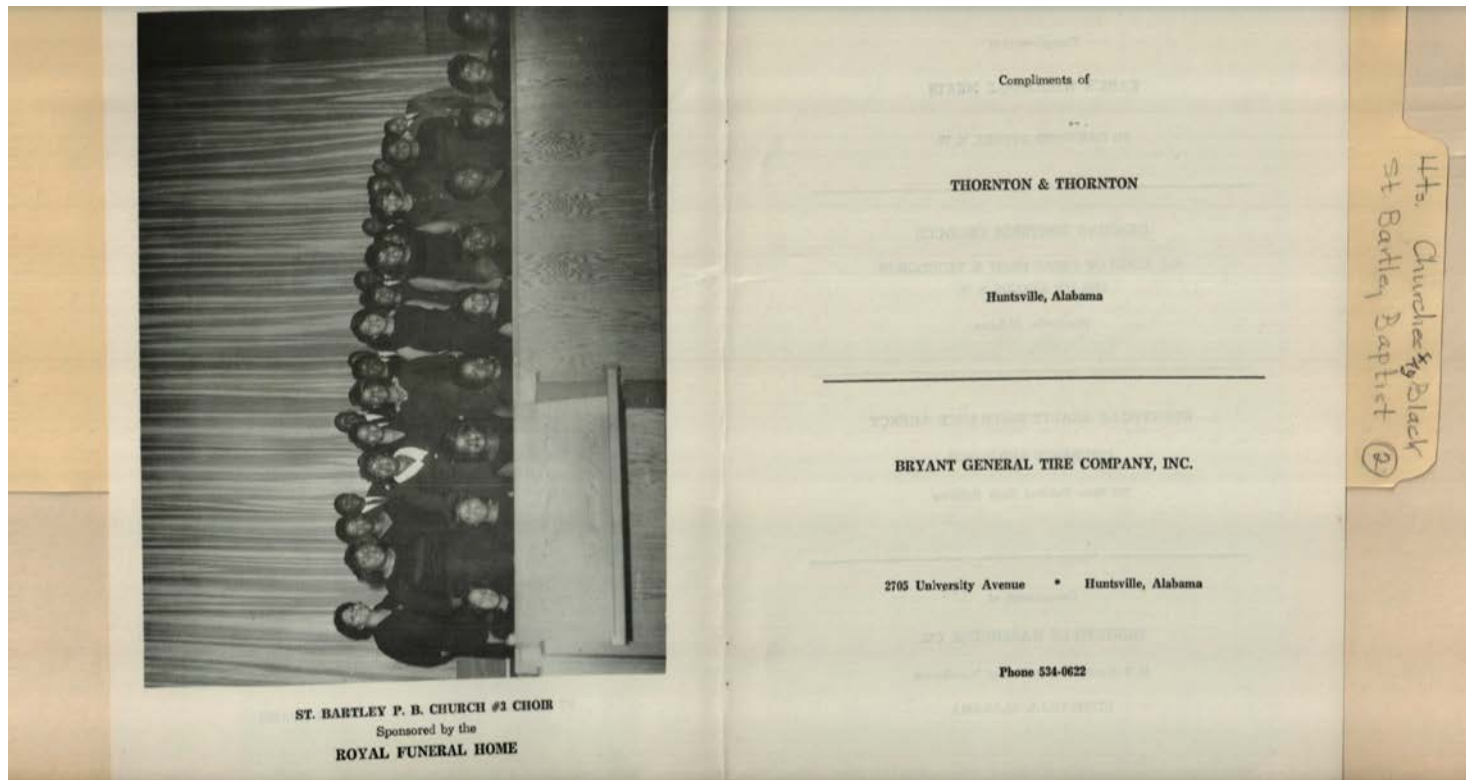 ST. BARTLEY P. B. CHURCH #3 CHOIR
Sponsored by the
ROYAL FUNERAL HOME
Compliments of
THORNTON & THORNTON
Huntsville, Alabama
BRYANT GENERAL TIRE COMPANY, INC.
2705 University Avenue * Huntsville, Alabama
Phone 534-0622
Churches Black
St Bartley Baptist 2